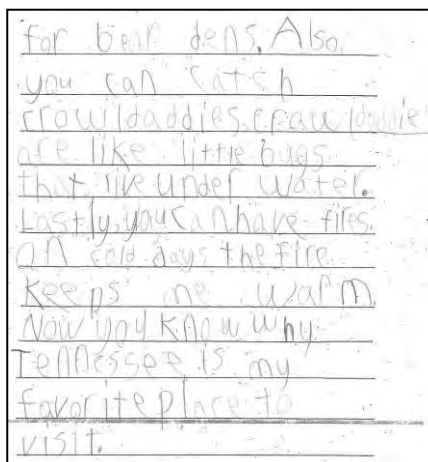 for bear dens. Also,
you can catch
crowldaddies. crawldaddie
are like little bugs
that live under water.
Lastly, you can have fires.
On cold days the fire
keeps me warm.
Now you know why
Tennessee is my
favorite place to
visit.